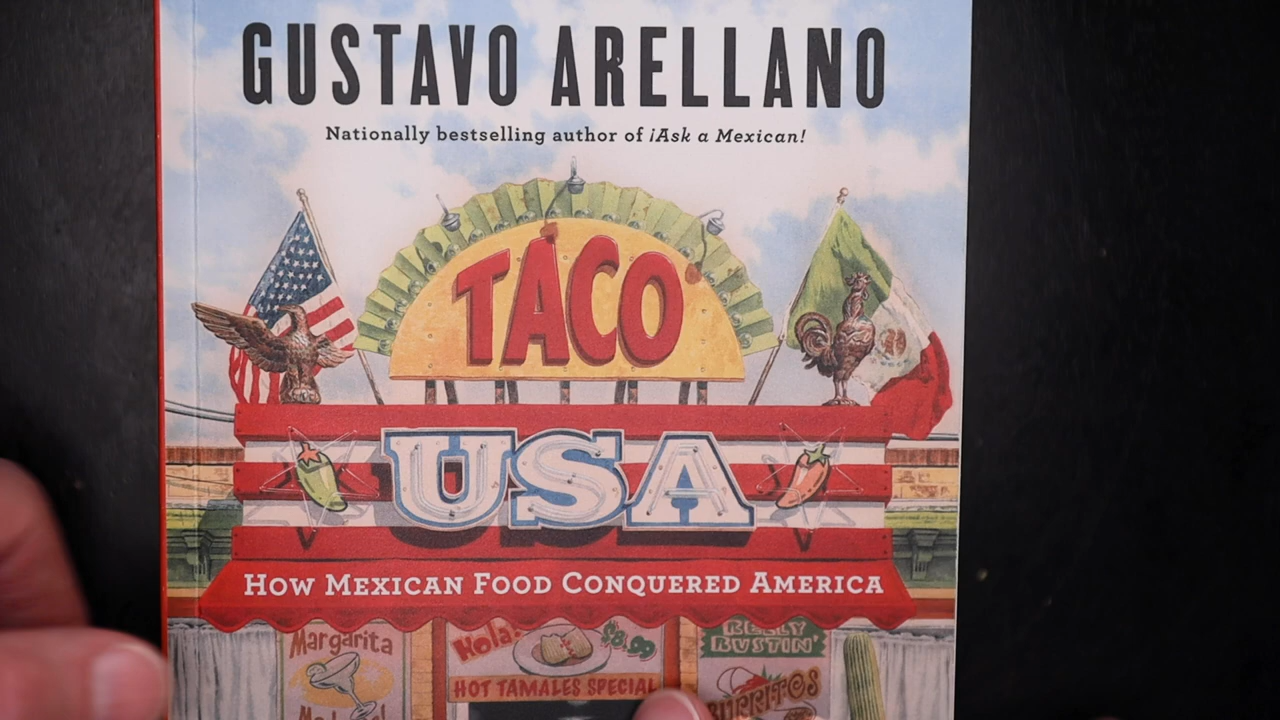 GUSTAVO ARELLANO
Nationally bestselling author of ¡Ask a Mexican!
TACO
USA
HOW MEXICAN FOOD CONQUERED AMERICA
Margarita
Hola!
$8.99
HOT TAMALES SPECIAL
BELLY
BUSTIN'
BURRITOS